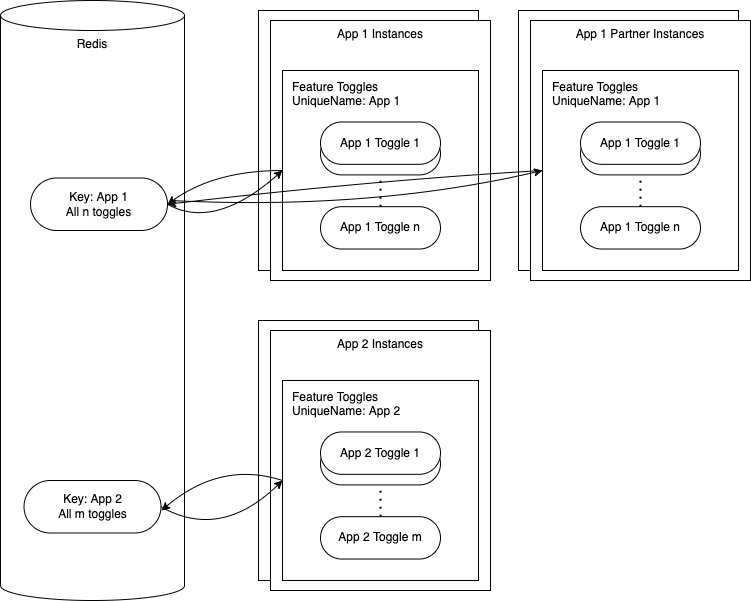 Redis
Key: App 1
All n toggles
Key: App 2
All m toggles
App 1 Instances
Feature Toggles
UniqueName: App 1
App 1 Toggle 1
App 1 Toggle n
App 1 Partner Instances
Feature Toggles
UniqueName: App 1
App 1 Toggle 1
App 1 Toggle n
App 2 Instances
Feature Toggles
UniqueName: App 2
App 2 Toggle 1
App 2 Toggle m